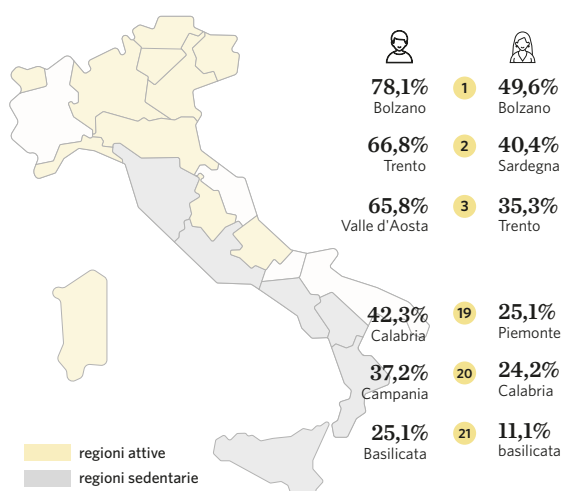 78,1% 1 49,6%
Bolzano Bolzano
66,8% 2 40,4%
Trento Sardegna
65,8% 3 35,3%
Valle d'Aosta Trento
42,3% 19 25,1%
Calabria Piemonte
37,2% 20 24,2%
Campania Calabria
25,1% 21 11,1%
Basilicata basilicata
regioni attive
regioni sedentarie